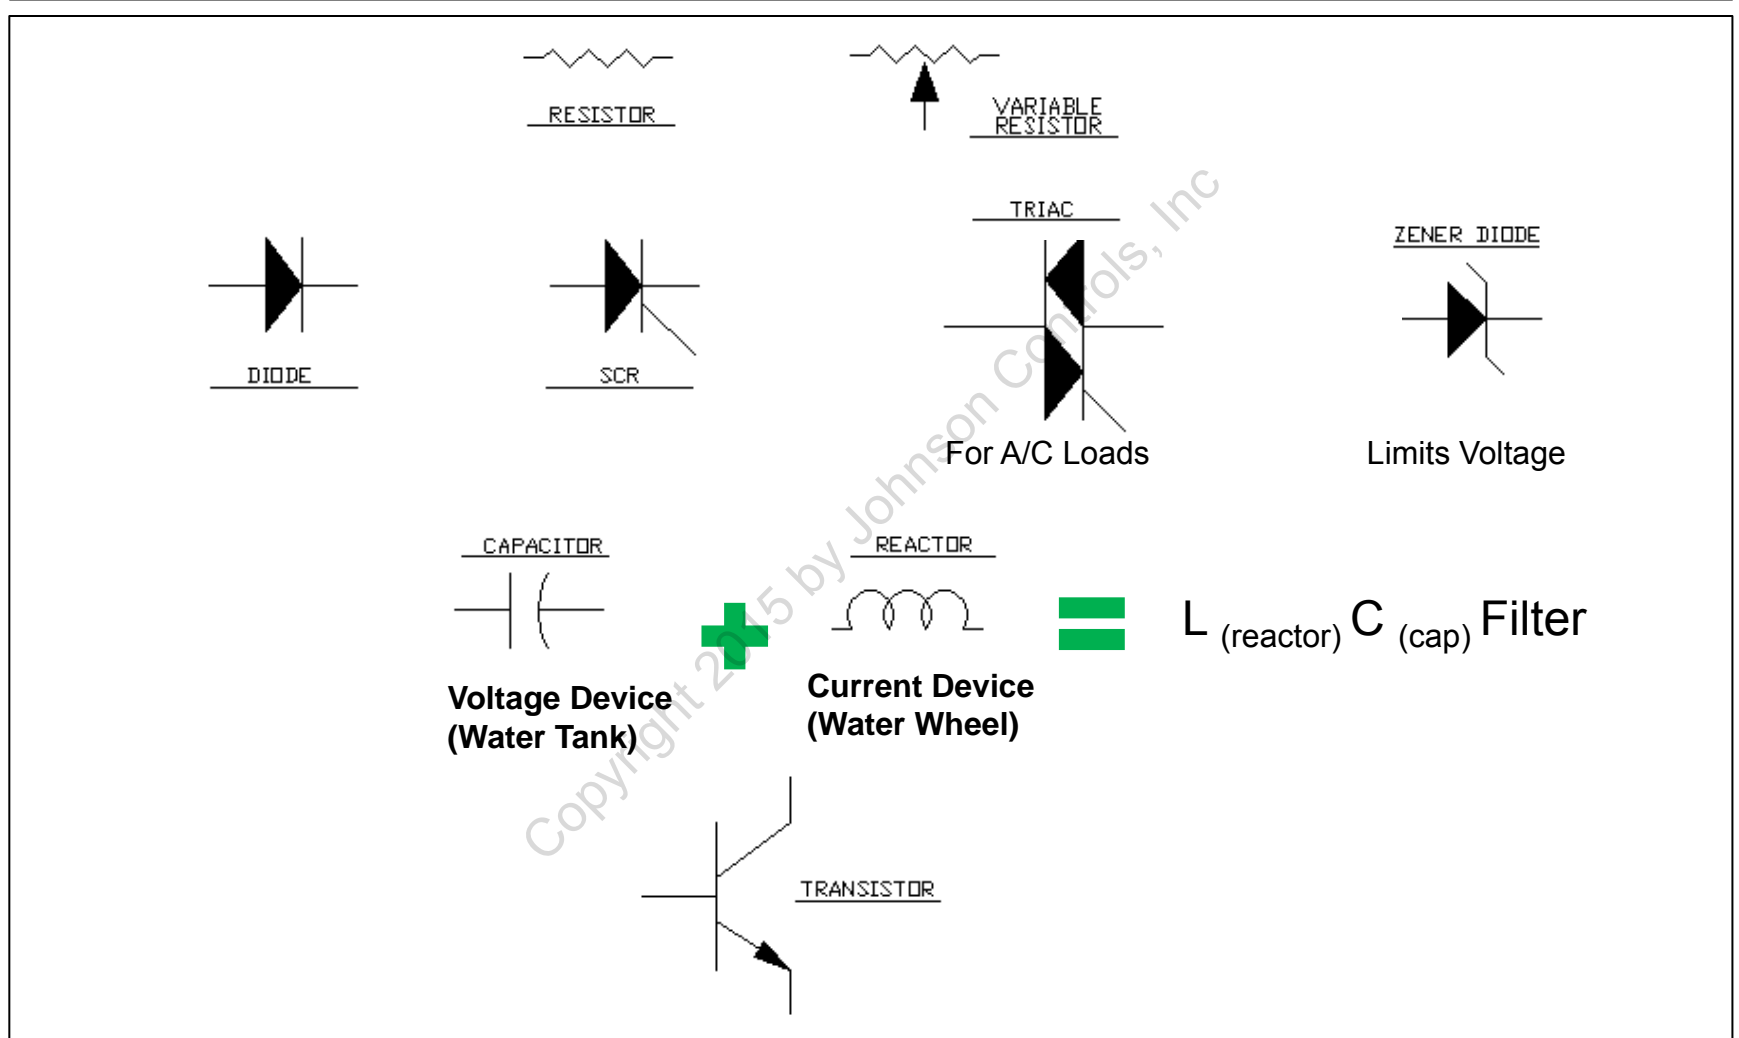 RESISTOR
VARIABLE
RESISTOR
TRIAC
ZENER DIODE
DIODE
SCR
For A/C Loads
Limits Voltage
CAPACITOR
REACTOR
L (reactor) C (cap) Filter
Voltage Device
(Water Tank)
Current Device
(Water Wheel)
TRANSISTOR
Copyright 2015 by Johnson Controls, Inc